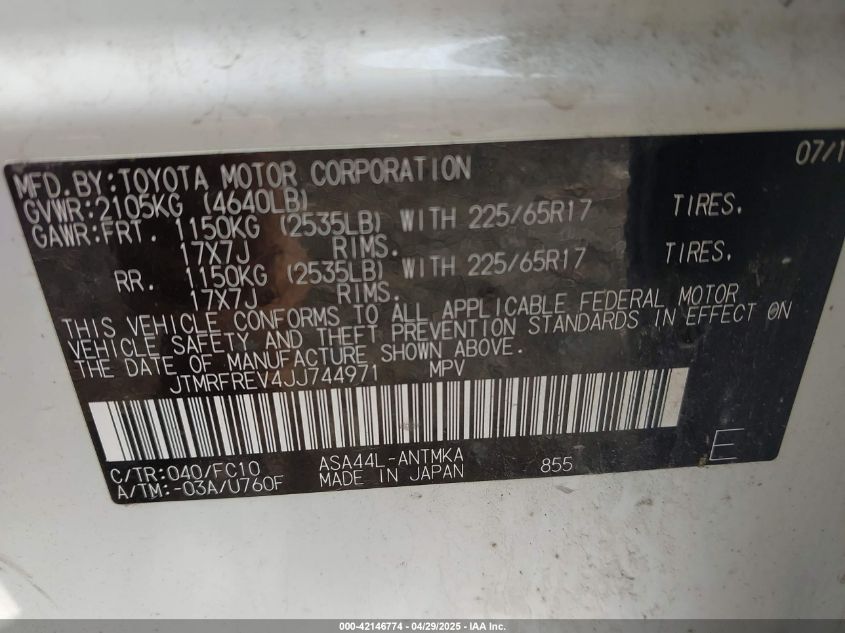 07/1
MFD.BY:TOYOTA MOTOR CORPORATION
GVWR:2105KG (4640LB)
GAWR:FRT. 1150KG (2535LB) WITH 225/65R17 TIRES.
17X7J RIMS.
RR. 1150KG (2535LB) WITH 225/65R17 TIRES.
17X7J RIMS.
THIS VEHICLE CONFORMS TO ALL APPLICABLE FEDERAL MOTOR
VEHICLE SAFETY AND THEFT PREVENTION STANDARDS IN EFFECT ON
THE DATE OF MANUFACTURE SHOWN ABOVE.
JTMRFREV4JJ744971 MPV
C/TR:040/FC10 ASA44L-ANTMKA 855 E
A/TM:-03A/U760F MADE IN JAPAN
000-42146774 | 04/29/2025 - IAA Inc.